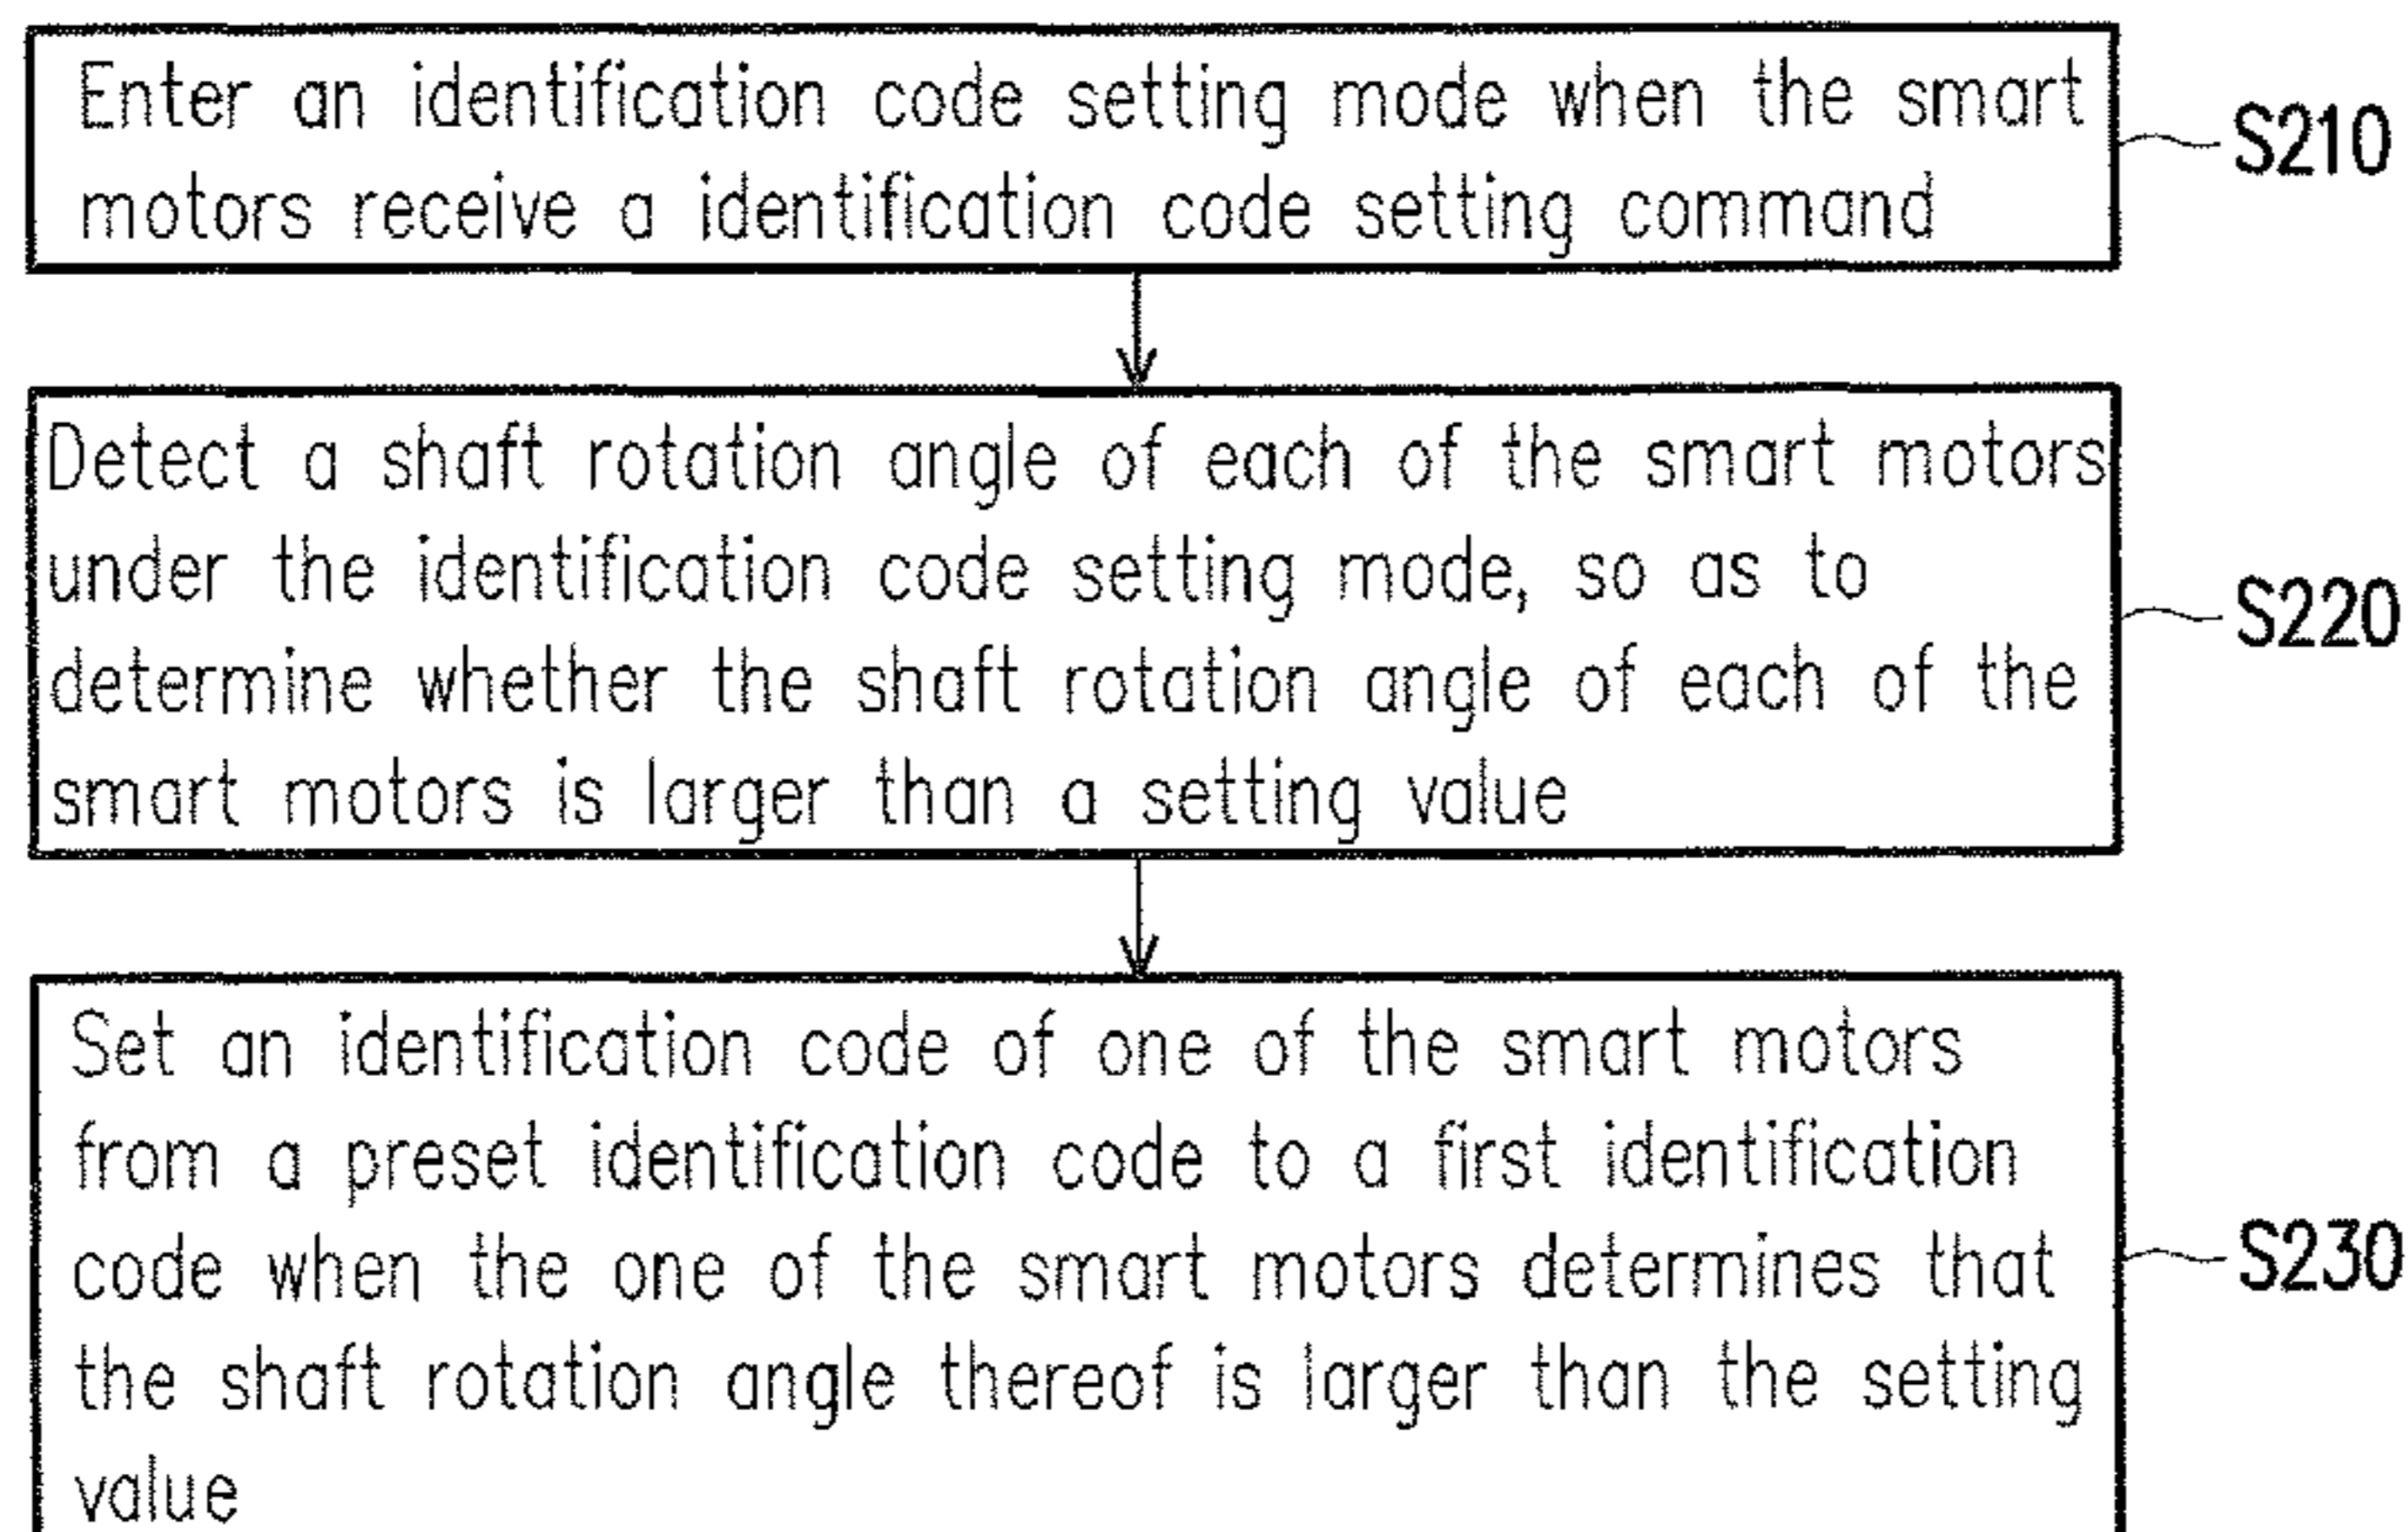 Enter an identification code setting mode when the smart
motors receive a identification code setting command
S210
Detect a shaft rotation angle of each of the smart motors
under the identification code setting mode, so as to
determine whether the shaft rotation angle of each of the
smart motors is larger than a setting value
S220
Set an identification code of one of the smart motors
from a preset identification code to a first identification
code when the one of the smart motors determines that
the shaft rotation angle thereof is larger than the setting
value
S230